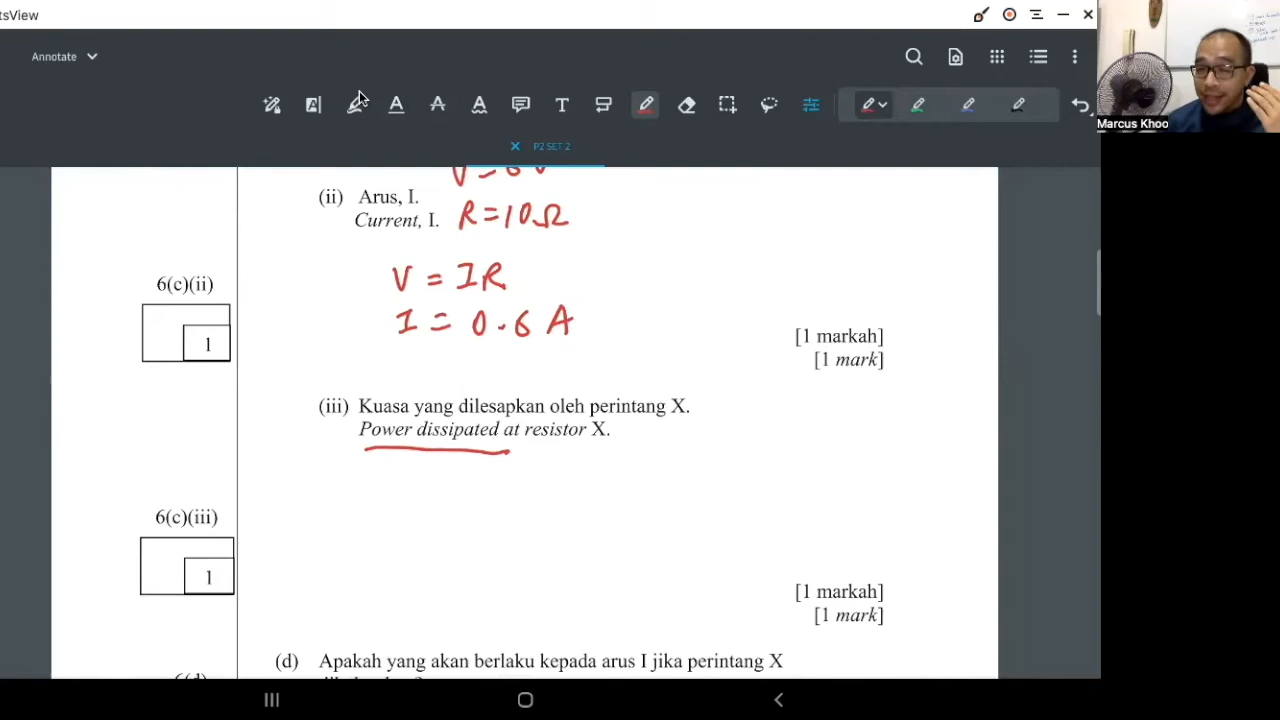 tsView
Annotate
Marcus Khoo
P2 SET 2
(ii) Arus, I.
Current, I.
R = 10 Ω
V = IR
I = 0.6 A
6(c)(ii)
1
[1 markah]
[1 mark]
(iii) Kuasa yang dilesapkan oleh perintang X.
Power dissipated at resistor X.
6(c)(iii)
1
[1 markah]
[1 mark]
(d) Apakah yang akan berlaku kepada arus I jika perintang X